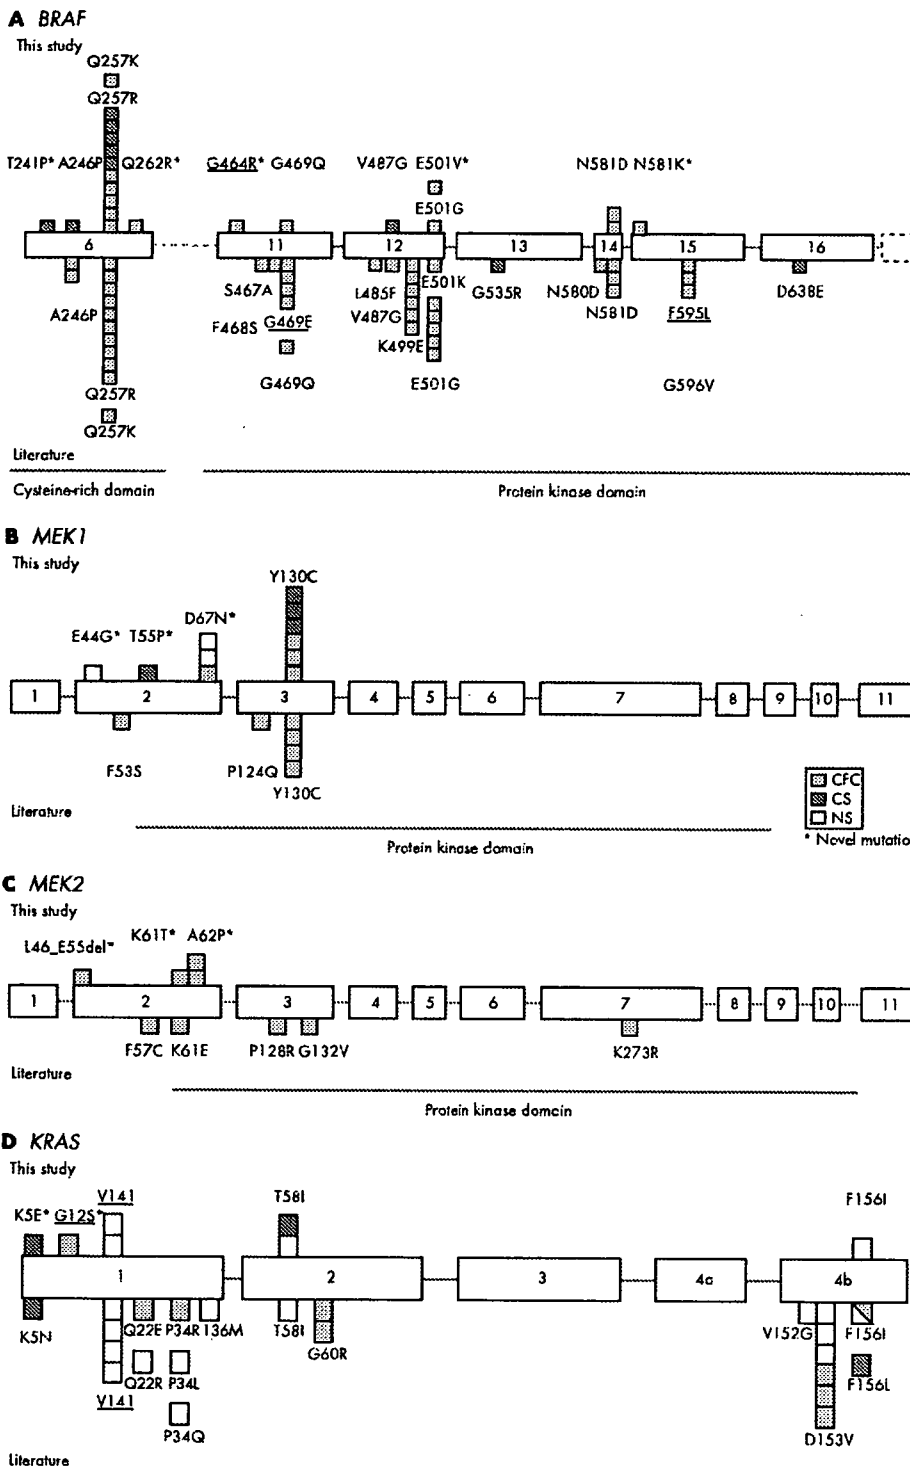 A BRAF
This study
Q257K
Q257R
T241P* A246P Q262R* G464R* G469Q V487G E501V* N581D N581K*
E501G
6 11 12 13 14 15 16
A246P S467A L485F E501K G535R N580D F595L D638E
F468S G469E V487G N581D
K499E
Q257R G469Q E501G G596V
Q257K
Literature
Cysteine-rich domain Protein kinase domain
B MEK1
This study
Y130C
E44G* T55P* D67N*
1 2 3 4 5 6 7 8 9 10 11
F53S P124Q
Y130C
CFC
CS
NS
* Novel mutatio
Literature
Protein kinase domain
C MEK2
This study
L46_E55del* K61T* A62P*
1 2 3 4 5 6 7 8 9 10 11
F57C K61E P128R G132V K273R
Literature
Protein kinase domain
D KRAS
This study
K5E* G12S* V141 T58I F156I
1 2 3 4a 4b
K5N Q22E P34R I36M T58I G60R V152G F156I
Q22R P34L F156L
V141
P34Q D153V
Literature